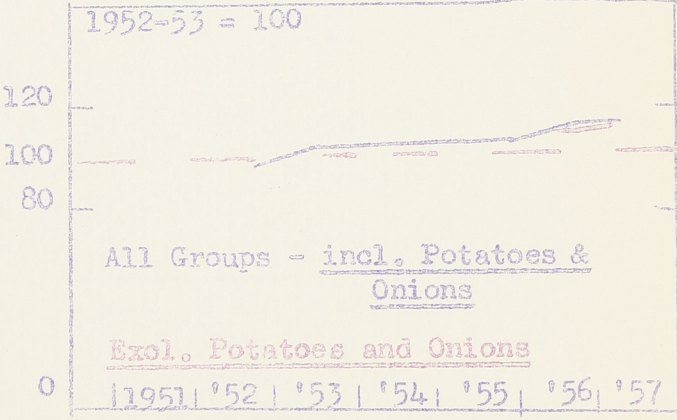 1952-53 = 100
120
100
80
All Groups - incl. Potatoes &
Onions
Excl. Potatoes and Onions
0
|1951| '52 | '53 | '54| '55 | '56| '57